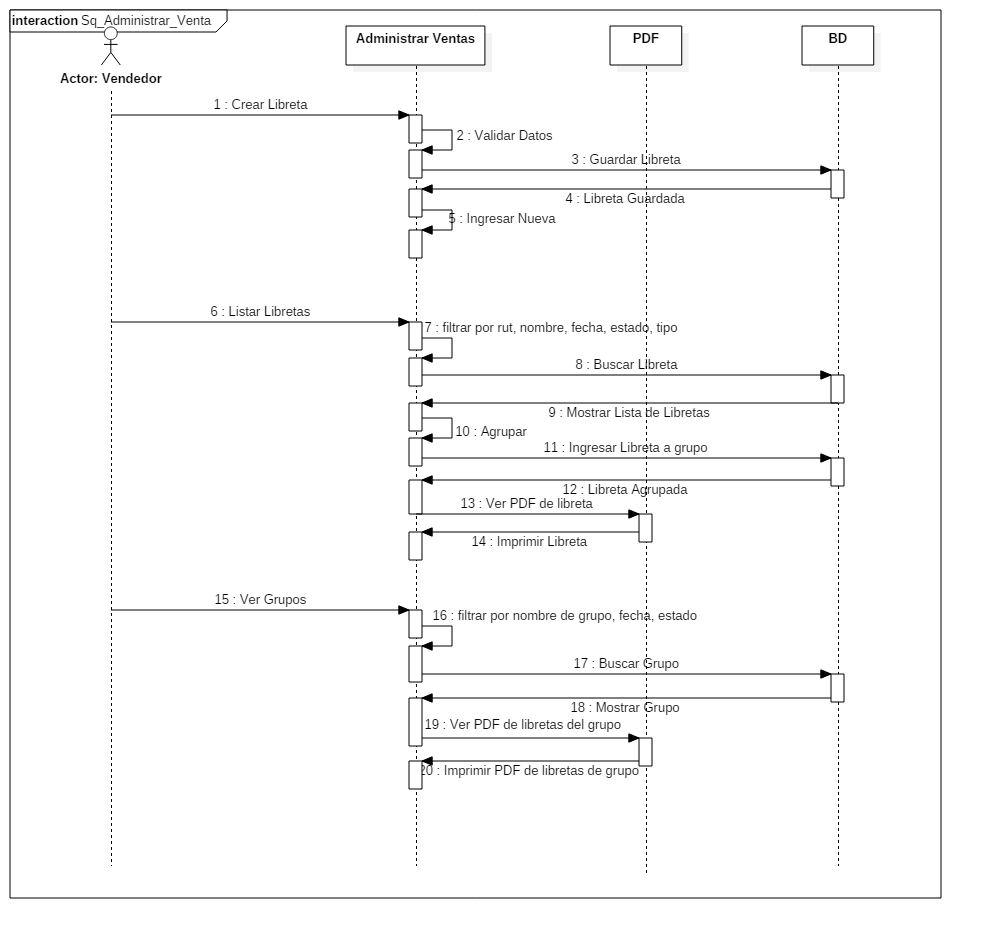 interaction Sq_Administrar_Venta
Administrar Ventas
PDF
BD
Actor: Vendedor
1 : Crear Libreta
2 : Validar Datos
3 : Guardar Libreta
4 : Libreta Guardada
5 : Ingresar Nueva
6 : Listar Libretas
7 : filtrar por rut, nombre, fecha, estado, tipo
8 : Buscar Libreta
9 : Mostrar Lista de Libretas
10 : Agrupar
11 : Ingresar Libreta a grupo
12 : Libreta Agrupada
13 : Ver PDF de libreta
14 : Imprimir Libreta
15 : Ver Grupos
16 : filtrar por nombre de grupo, fecha, estado
17 : Buscar Grupo
18 : Mostrar Grupo
19 : Ver PDF de libretas del grupo
20 : Imprimir PDF de libretas de grupo